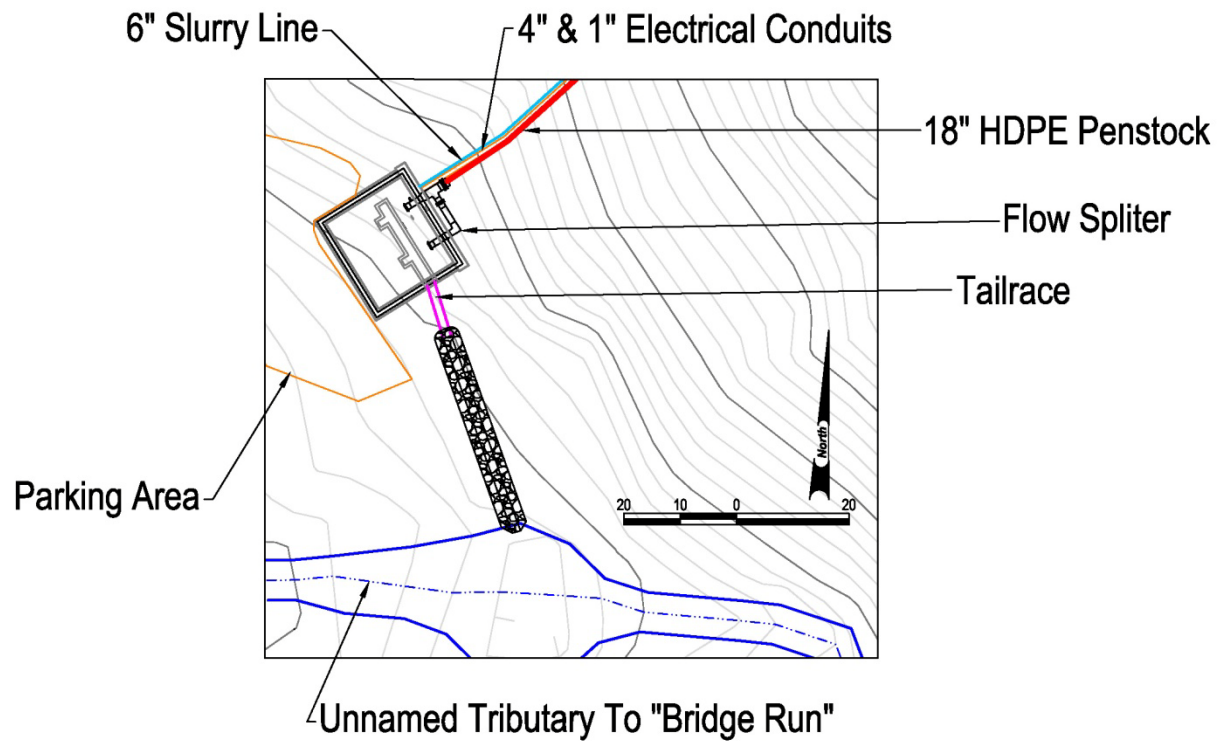 6" Slurry Line
4" & 1" Electrical Conduits
18" HDPE Penstock
Flow Spliter
Tailrace
North
20 10 0 20
Parking Area
Unnamed Tributary To "Bridge Run"